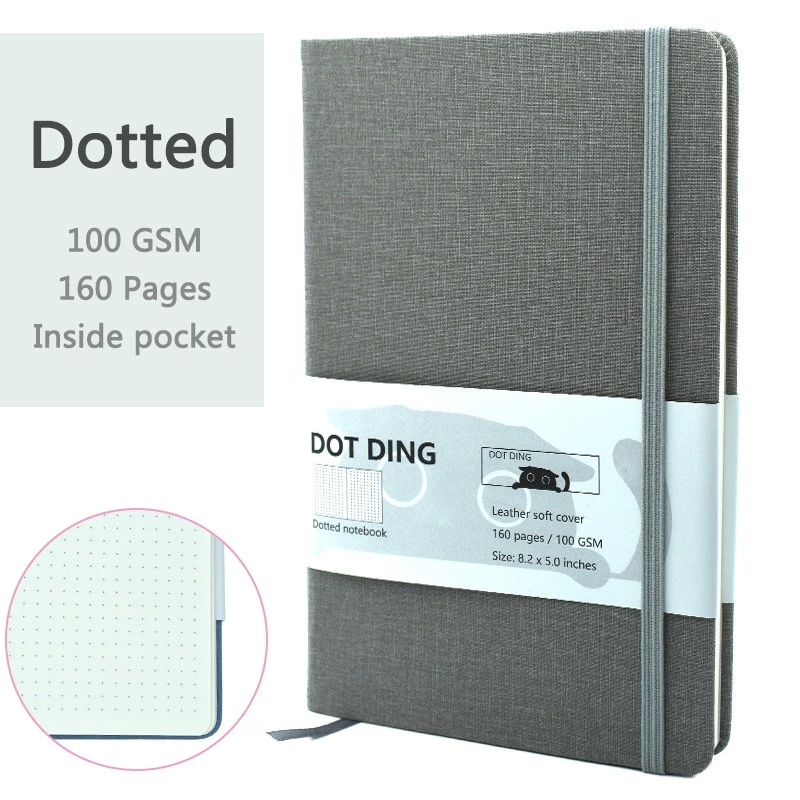 Dotted
100 GSM
160 Pages
Inside pocket
DOT DING
Dotted notebook
DOT DING
Leather soft cover
160 pages / 100 GSM
Size: 8.2 x 5.0 inches